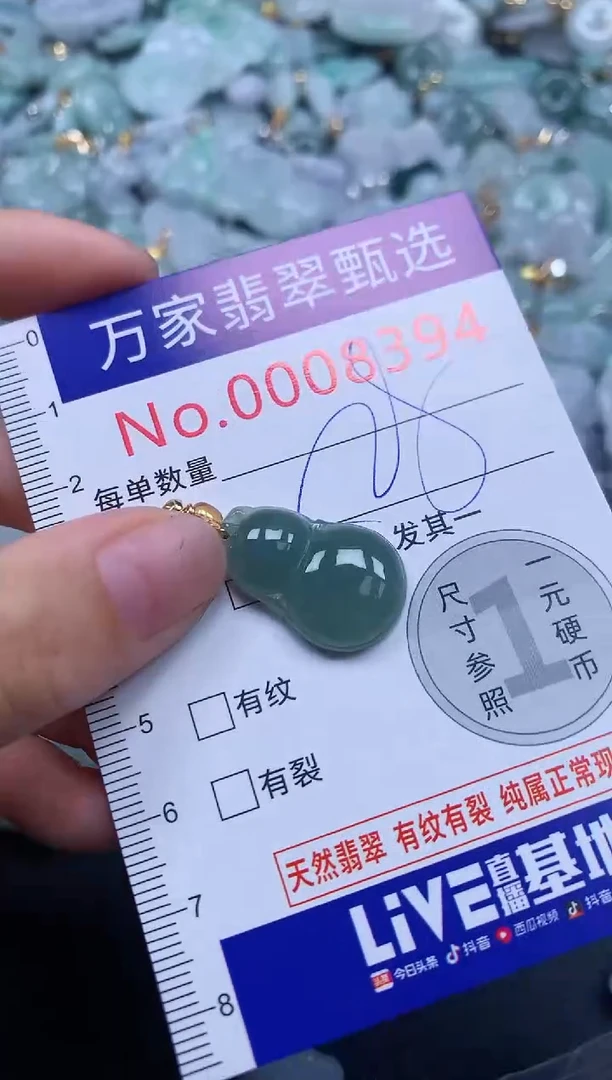 万家翡翠甄选
No.0008394
每单数量
发其一
一元硬币
尺寸参照
1
有纹
有裂
天然翡翠 有纹有裂 纯属正常现
LiVE直播基地
今日头条 抖音 西瓜视频 抖音
0
1
2
5
6
7
8